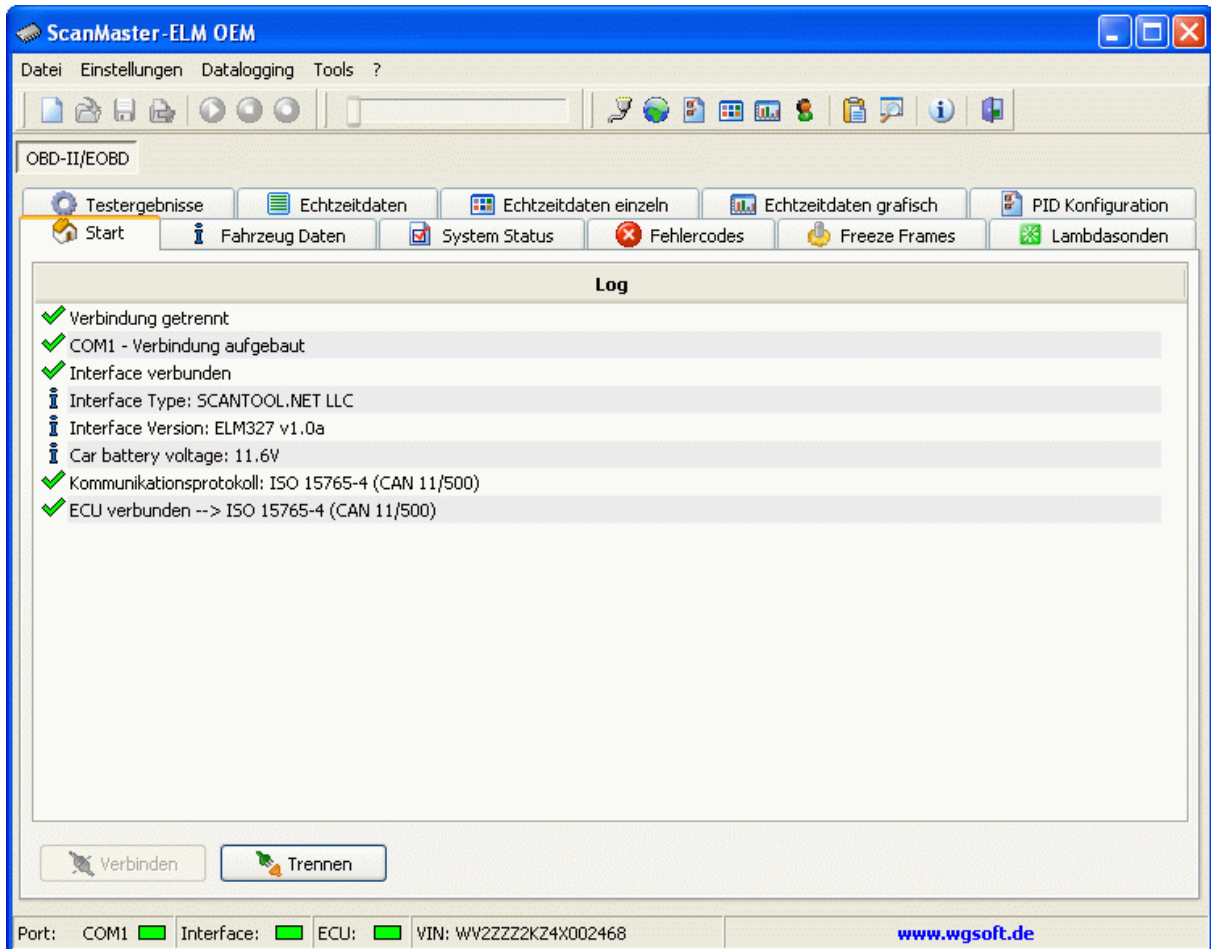 ScanMaster-ELM OEM
Datei Einstellungen Datalogging Tools ?
OBD-II/EOBD
Testergebnisse Echtzeitdaten Echtzeitdaten einzeln Echtzeitdaten grafisch PID Konfiguration
Start Fahrzeug Daten System Status Fehlercodes Freeze Frames Lambdasonden
Log
Verbindung getrennt
COM1 - Verbindung aufgebaut
Interface verbunden
Interface Type: SCANTOOL.NET LLC
Interface Version: ELM327 v1.0a
Car battery voltage: 11.6V
Kommunikationsprotokoll: ISO 15765-4 (CAN 11/500)
ECU verbunden --> ISO 15765-4 (CAN 11/500)
Verbinden Trennen
Port: COM1 Interface: ECU: VIN: WV2ZZZ2KZ4X002468 www.wgsoft.de